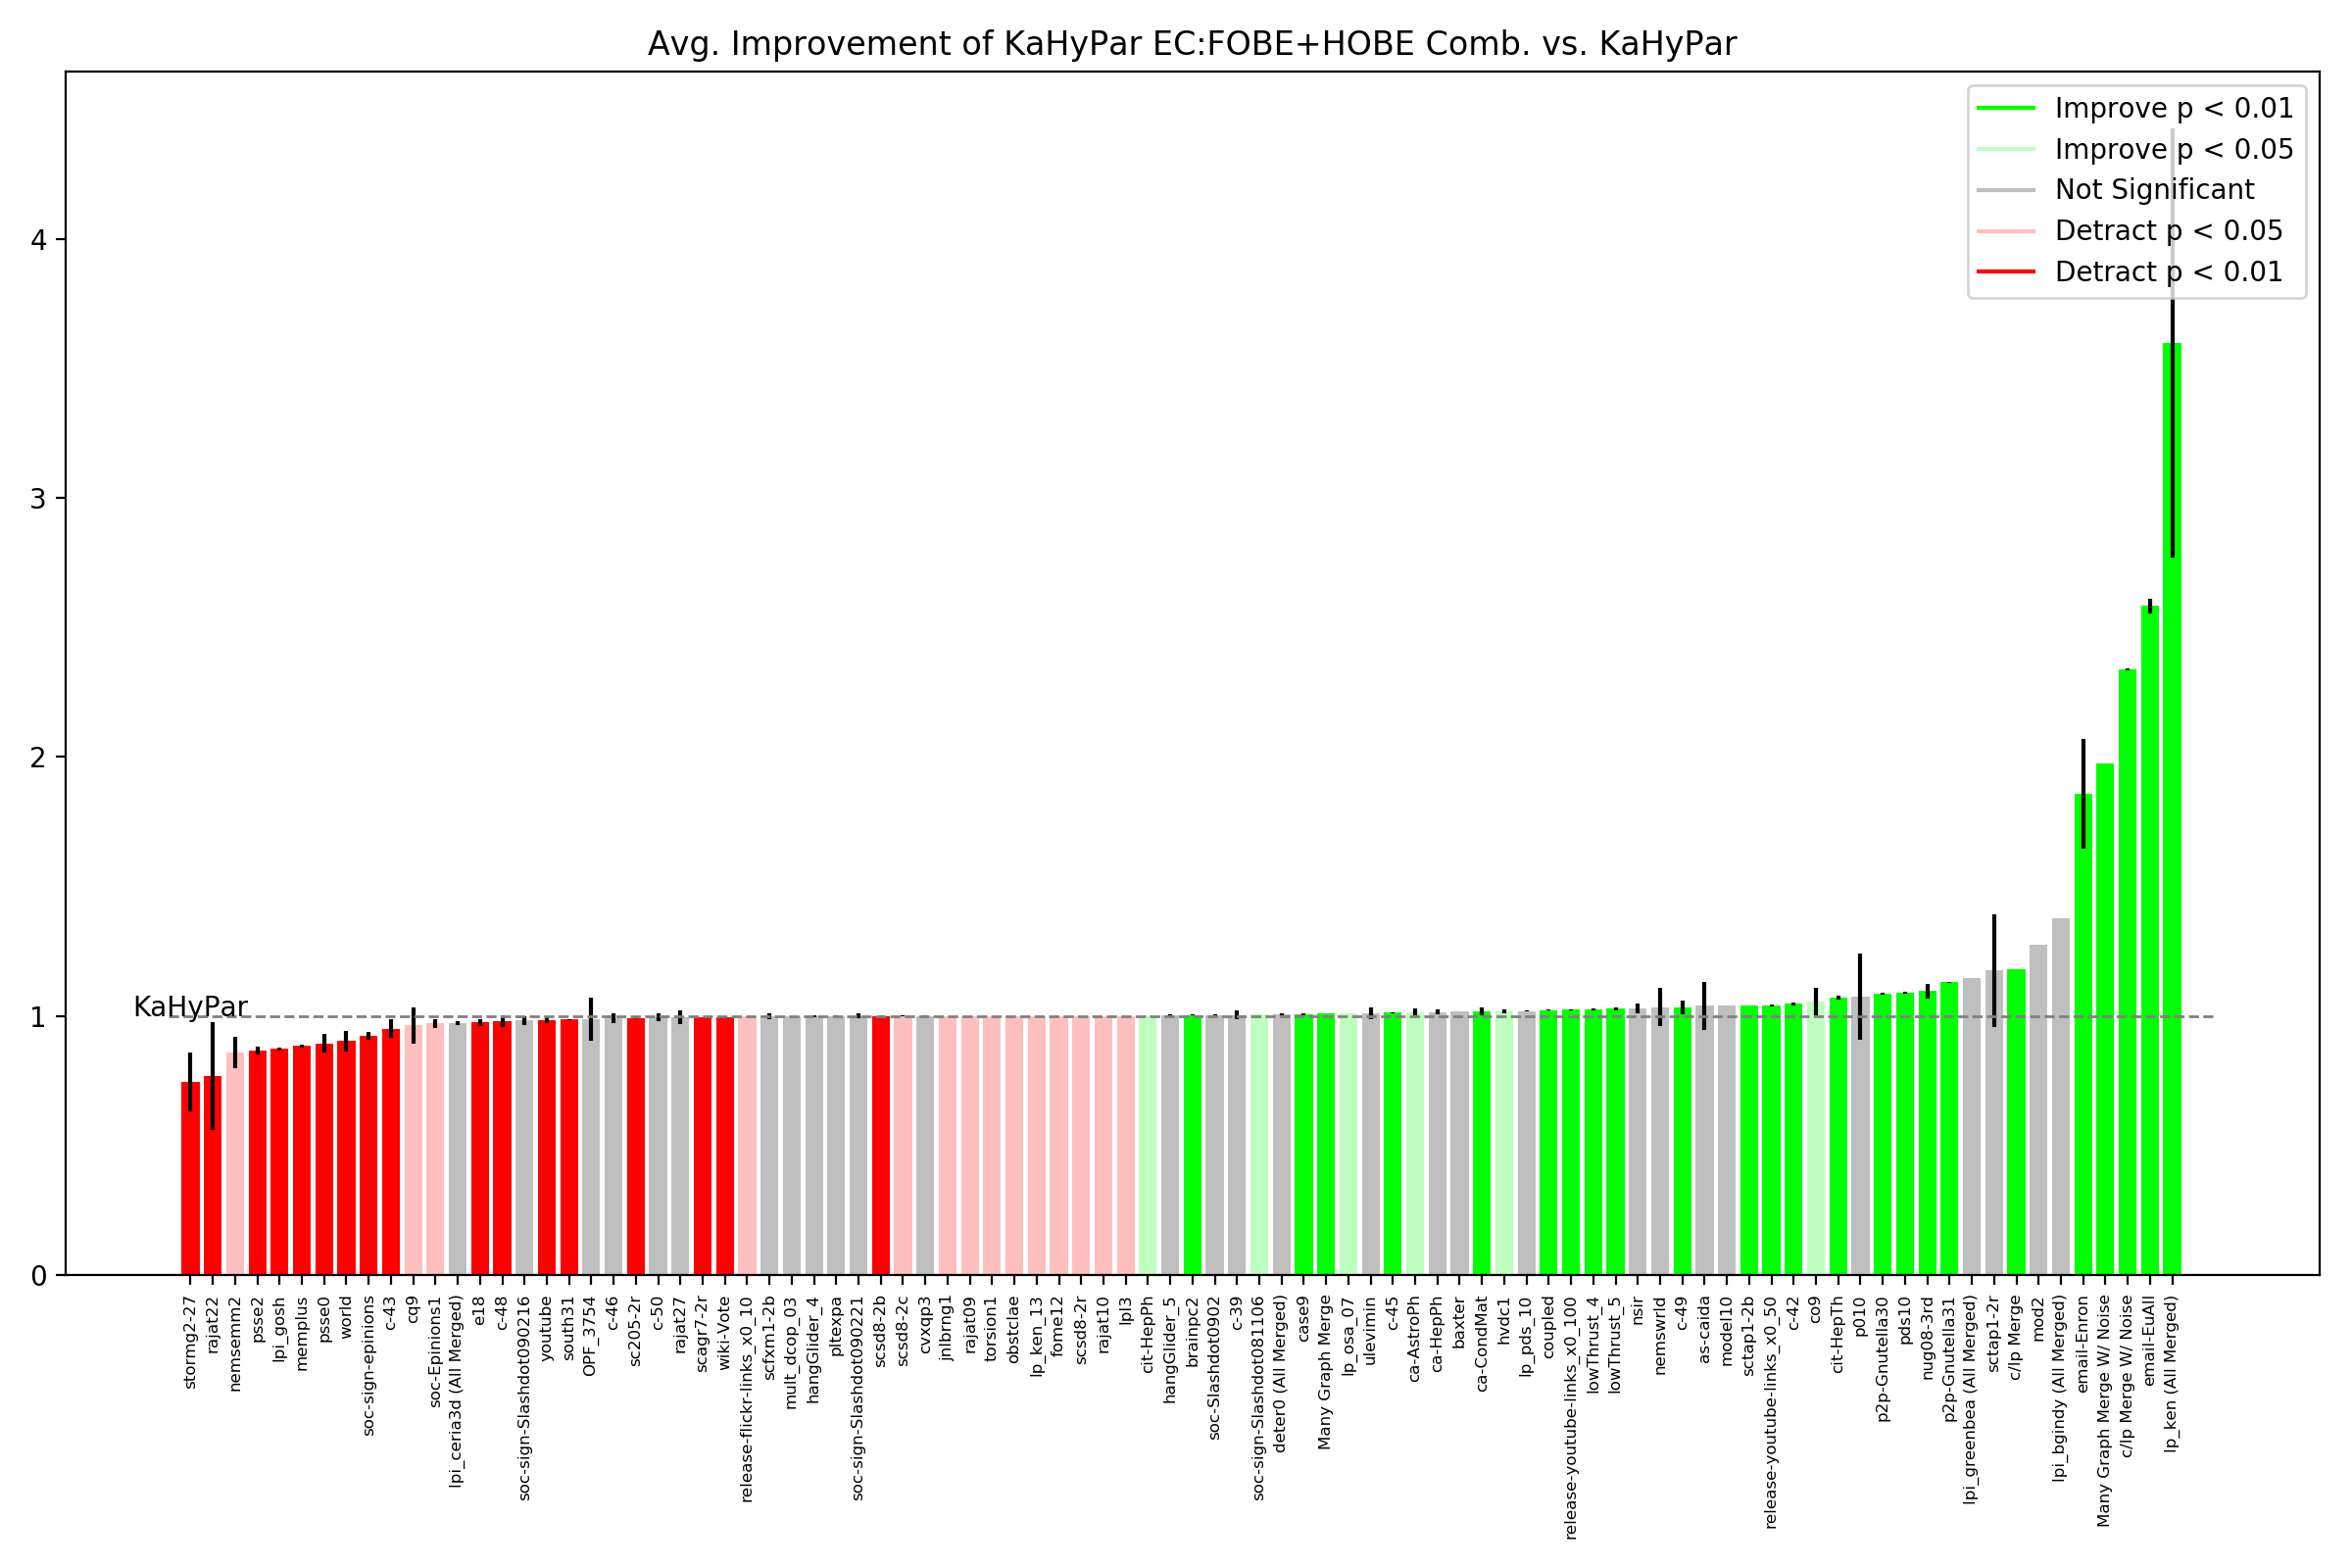 Avg. Improvement of KaHyPar EC:FOBE+HOBE Comb. vs. KaHyPar
Improve p < 0.01
Improve p < 0.05
Not Significant
Detract p < 0.05
Detract p < 0.01
4
3
2
1
0
KaHyPar
stormg2-27
rajat22
nemsemm2
psse2
lpi_gosh
memplus
psse0
world
soc-sign-epinions
c-43
cq9
soc-Epinions1
lpi_ceria3d (All Merged)
e18
c-48
soc-sign-Slashdot090216
youtube
south31
OPF_3754
c-46
sc205-2r
c-50
rajat27
scagr7-2r
wiki-Vote
release-flickr-links_x0_10
scfxm1-2b
mult_dcop_03
hangGlider_4
pltexpa
soc-sign-Slashdot090221
scsd8-2b
scsd8-2c
cvxqp3
jnlbrng1
rajat09
torsion1
obstclae
lp_ken_13
fome12
scsd8-2r
rajat10
lpl3
cit-HepPh
hangGlider_5
brainpc2
soc-Slashdot0902
c-39
soc-sign-Slashdot081106
deter0 (All Merged)
case9
Many Graph Merge
lp_osa_07
ulevimin
c-45
ca-AstroPh
ca-HepPh
baxter
ca-CondMat
hvdc1
lp_pds_10
coupled
release-youtube-links_x0_100
lowThrust_4
lowThrust_5
nsir
nemswrld
c-49
as-caida
model10
sctap1-2b
release-youtube-links_x0_50
c-42
co9
cit-HepTh
p010
p2p-Gnutella30
pds10
nug08-3rd
p2p-Gnutella31
lpi_greenbea (All Merged)
sctap1-2r
c/lp Merge
mod2
lpi_bgindy (All Merged)
email-Enron
Many Graph Merge W/ Noise
c/lp Merge W/ Noise
email-EuAll
lp_ken (All Merged)